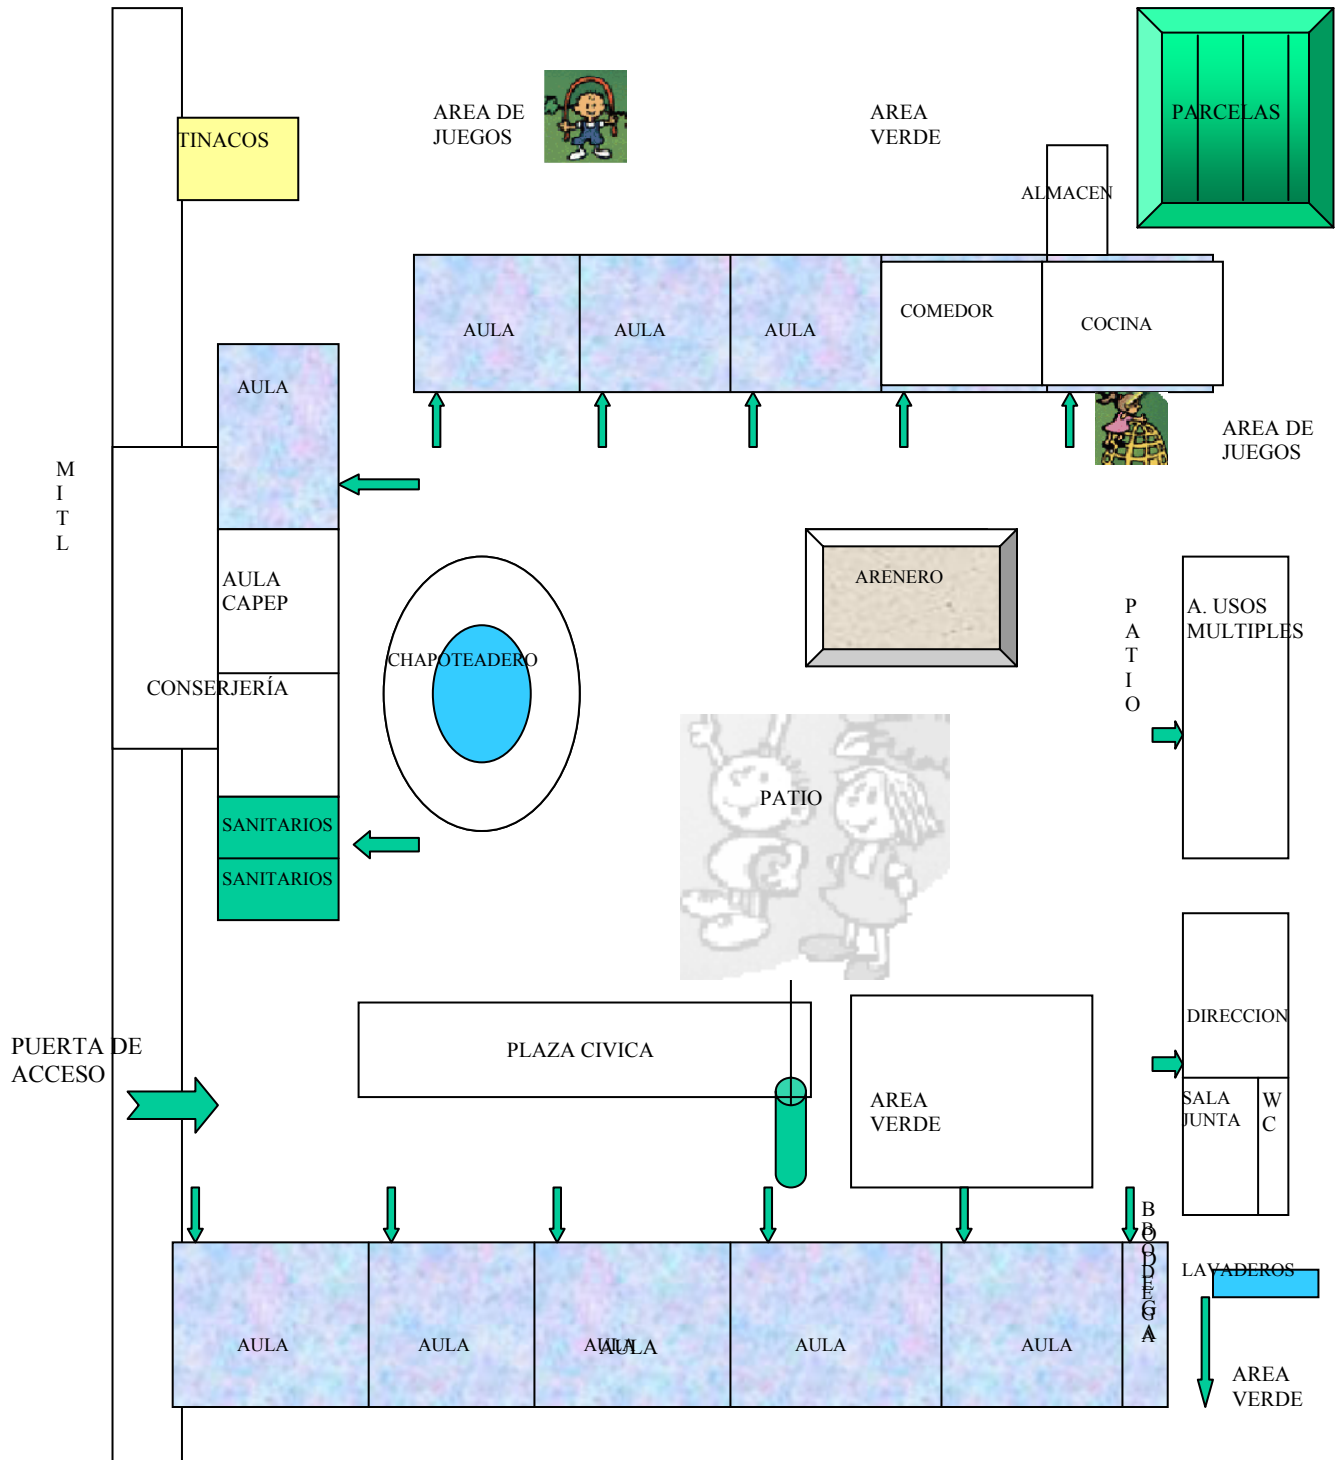 AREA DE
JUEGOS
AREA
VERDE
PARCELAS
TINACOS
ALMACEN
AULA
AULA
AULA
COMEDOR
COCINA
AULA
AREA DE
JUEGOS
M
I
T
L
AULA
CAPEP
ARENERO
P
A
T
I
O
A. USOS
MULTIPLES
CHAPOTEADERO
CONSERJERÍA
PATIO
SANITARIOS
SANITARIOS
DIRECCION
PUERTA DE
ACCESO
PLAZA CIVICA
AREA
VERDE
SALA
JUNTA
W
C
B
O
D
E
G
A
B
O
D
E
G
A
LAVADEROS
AULA
AULA
AULA
AULA
AULA
AULA
AREA
VERDE